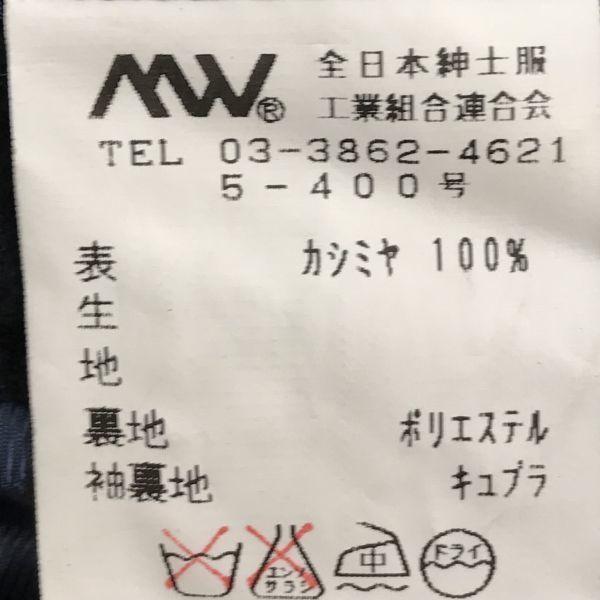 MW® 全日本紳士服
工業組合連合会
TEL 03-3862-4621
5-400号
表 カシミヤ 100%
生
地
裏地 ポリエステル
袖裏地 キュプラ
エンソ サラシ 中 ドライ